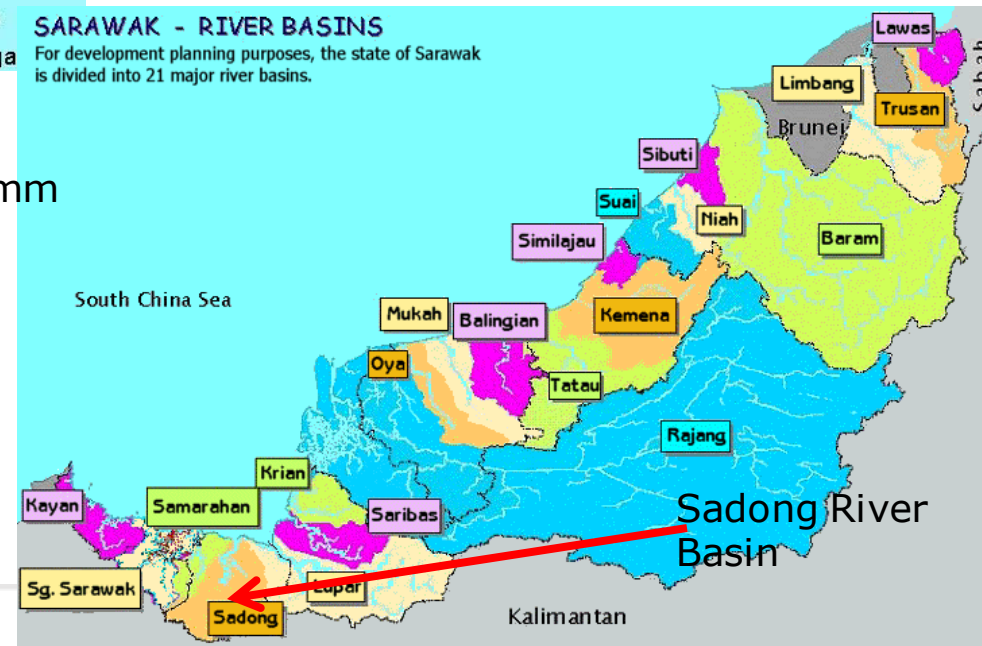 SARAWAK - RIVER BASINS
For development planning purposes, the state of Sarawak
is divided into 21 major river basins.
ga
mm
Lawas
Sabah
Limbang
Trusan
Brunei
Sibuti
Suai
Niah
Similajau
Baram
South China Sea
Mukah
Balingian
Kemena
Oya
Tatau
Rajang
Krian
Kayan
Samarahan
Saribas
Sadong River
Basin
Sg. Sarawak
Lupar
Sadong
Kalimantan